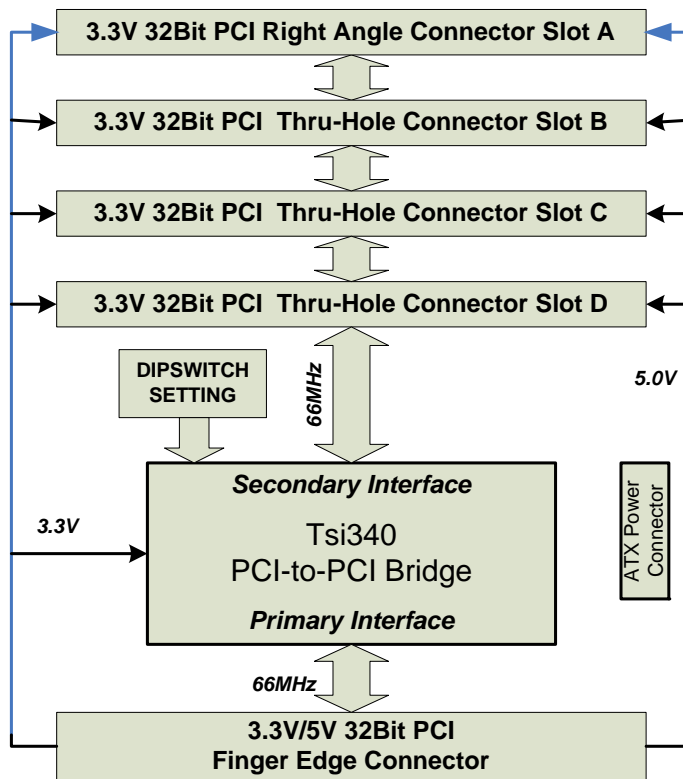 3.3V 32Bit PCI Right Angle Connector Slot A
3.3V 32Bit PCI Thru-Hole Connector Slot B
3.3V 32Bit PCI Thru-Hole Connector Slot C
3.3V 32Bit PCI Thru-Hole Connector Slot D
DIPSWITCH
SETTING
66MHz
5.0V
Secondary Interface
Tsi340
PCI-to-PCI Bridge
Primary Interface
3.3V
ATX Power
Connector
66MHz
3.3V/5V 32Bit PCI
Finger Edge Connector